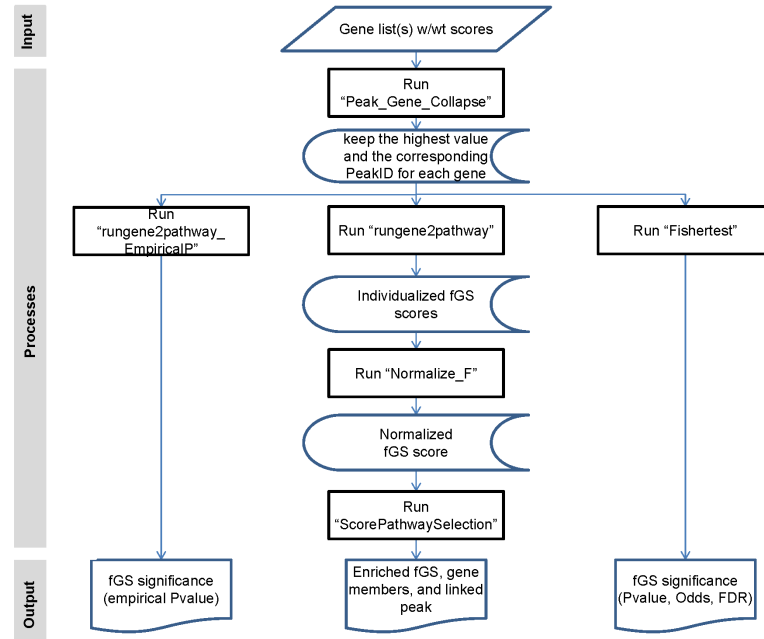 Input
Gene list(s) w/wt scores
Processes
Run
“Peak_Gene_Collapse”
keep the highest value
and the corresponding
PeakID for each gene
Run
“rungene2pathway_
EmpiricalP”
Run “rungene2pathway”
Run “Fishertest”
Individualized fGS
scores
Run “Normalize_F”
Normalized
fGS score
Run
“ScorePathwaySelection”
Output
fGS significance
(empirical Pvalue)
Enriched fGS, gene
members, and linked
peak
fGS significance
(Pvalue, Odds, FDR)